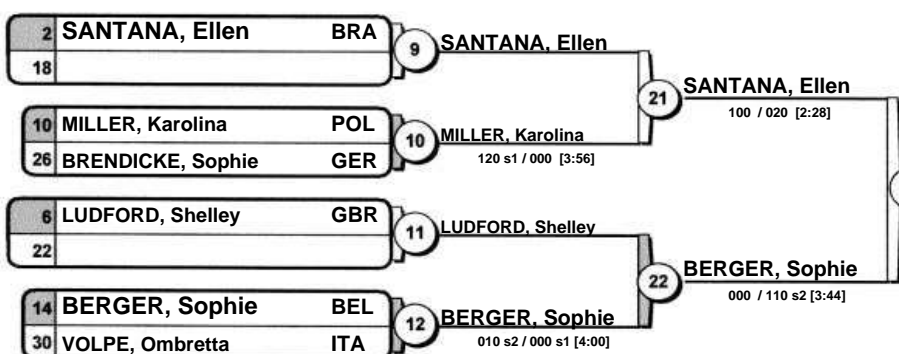 2 SANTANA, Ellen BRA
18
9 SANTANA, Ellen
10 MILLER, Karolina POL
26 BRENDICKE, Sophie GER
10 MILLER, Karolina
120 s1 / 000 [3:56]
21 SANTANA, Ellen
100 / 020 [2:28]
6 LUDFORD, Shelley GBR
22
11 LUDFORD, Shelley
14 BERGER, Sophie BEL
30 VOLPE, Ombretta ITA
12 BERGER, Sophie
010 s2 / 000 s1 [4:00]
22 BERGER, Sophie
000 / 110 s2 [3:44]